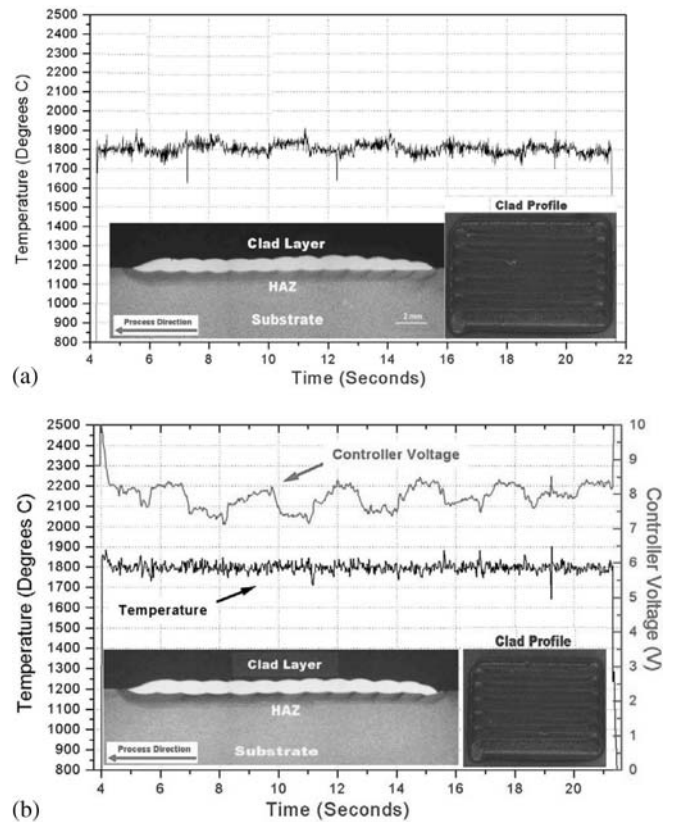 2500
2400
2300
2200
2100
2000
1900
1800
1700
1600
1500
1400
1300
1200
1100
1000
900
800
Temperature (Degrees C)
Clad Profile
Clad Layer
HAZ
Substrate
Process Direction
2 mm
4 6 8 10 12 14 16 18 20 22
(a)
Time (Seconds)
2500
2400
2300
2200
2100
2000
1900
1800
1700
1600
1500
1400
1300
1200
1100
1000
900
800
Temperature (Degrees C)
Controller Voltage
Temperature
10
9
8
7
6
5
4
3
2
1
0
Controller Voltage (V)
Clad Profile
Clad Layer
HAZ
Substrate
Process Direction
4 6 8 10 12 14 16 18 20
(b)
Time (Seconds)